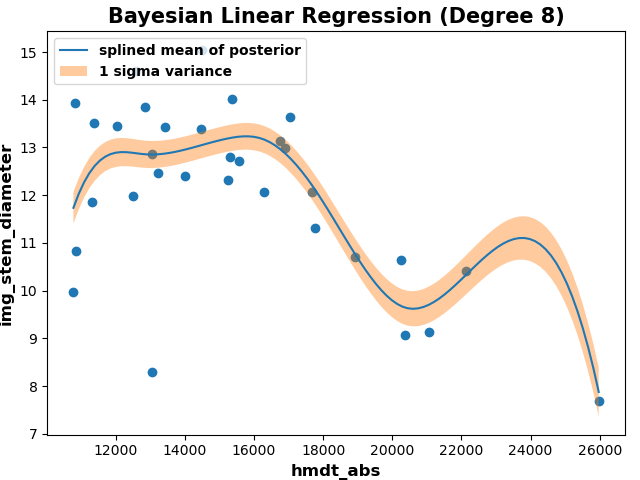 Bayesian Linear Regression (Degree 8)
splined mean of posterior
1 sigma variance
15
14
13
12
11
10
9
8
7
img_stem_diameter
12000 14000 16000 18000 20000 22000 24000 26000
hmdt_abs